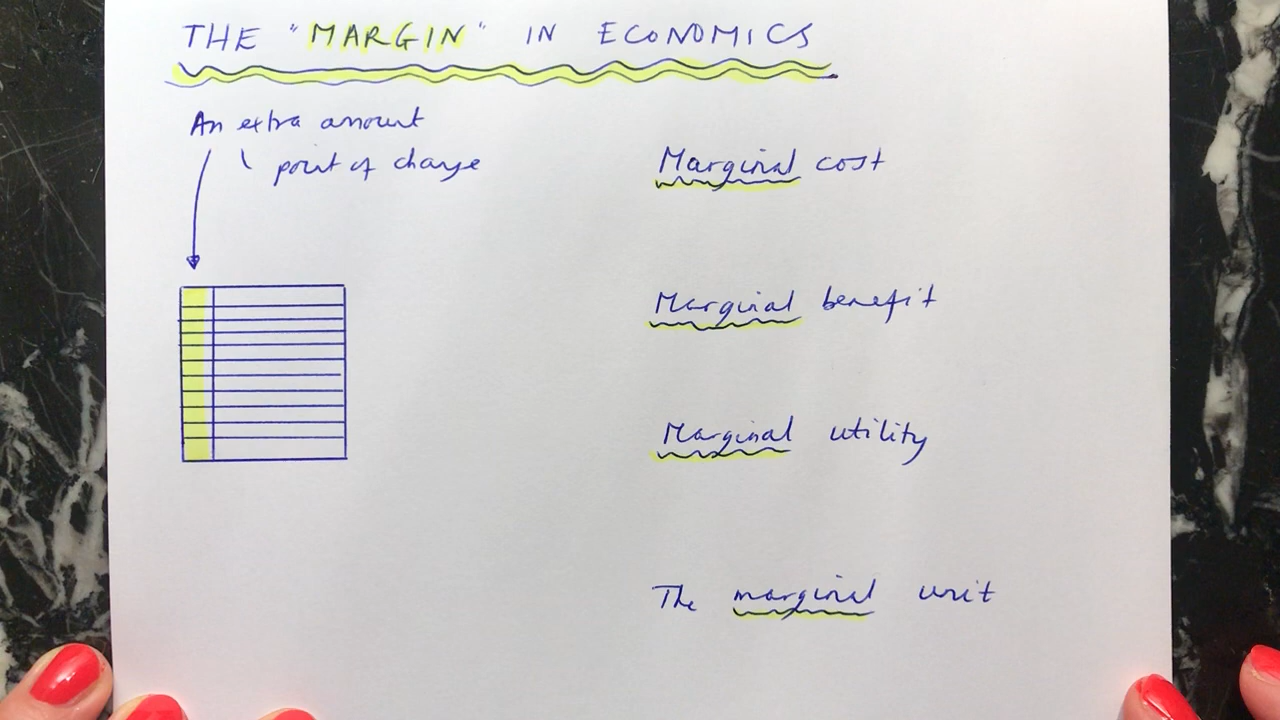 THE "MARGIN" IN ECONOMICS
An extra amount
point of change
Marginal cost
Marginal benefit
Marginal utility
The marginal unit